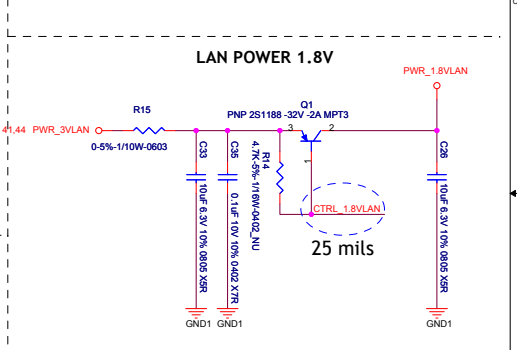 LAN POWER 1.8V
PWR_1.8VLAN
Q1
PNP 2S1188 -32V -2A MPT3
R15
41,44 PWR_3VLAN
3
2
0-5%-1/10W-0603
1
C33
10uF 6.3V 10% 0805 X5R
C35
0.1uF 10V 10% 0402 X7R
R14
4.7K-5%-1/16W-0402_NU
C26
10uF 6.3V 10% 0805 X5R
CTRL_1.8VLAN
25 mils
GND1
GND1
GND1